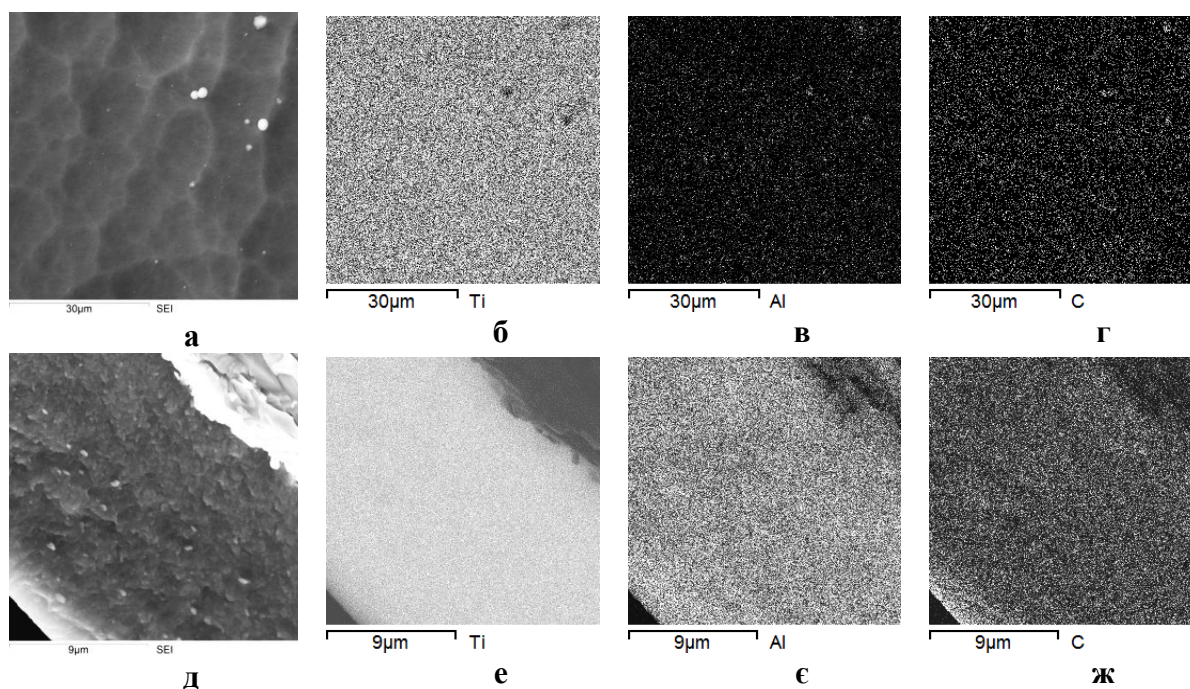 30μm SEI
30μm Ti
30μm Al
30μm C
а б в г
9μm SEI
9μm Ti
9μm Al
9μm C
д е є ж